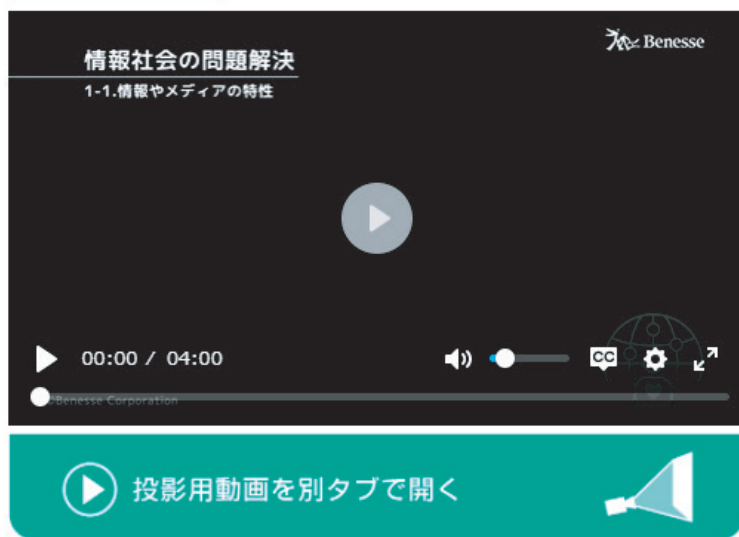 情報社会の問題解決
Benesse
1-1.情報やメディアの特性
00:00 / 04:00
CC
©Benesse Corporation
投影用動画を別タブで開く